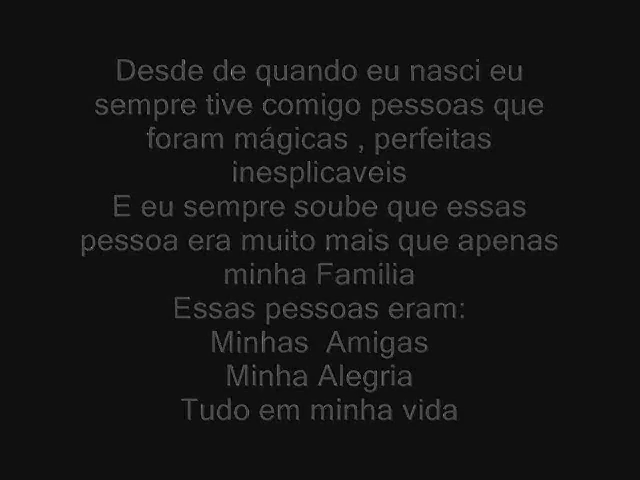 Desde de quando eu nasci eu
sempre tive comigo pessoas que
foram mágicas , perfeitas
inesplicaveis
E eu sempre soube que essas
pessoa era muito mais que apenas
minha Familia
Essas pessoas eram:
Minhas  Amigas
Minha Alegria
Tudo em minha vida